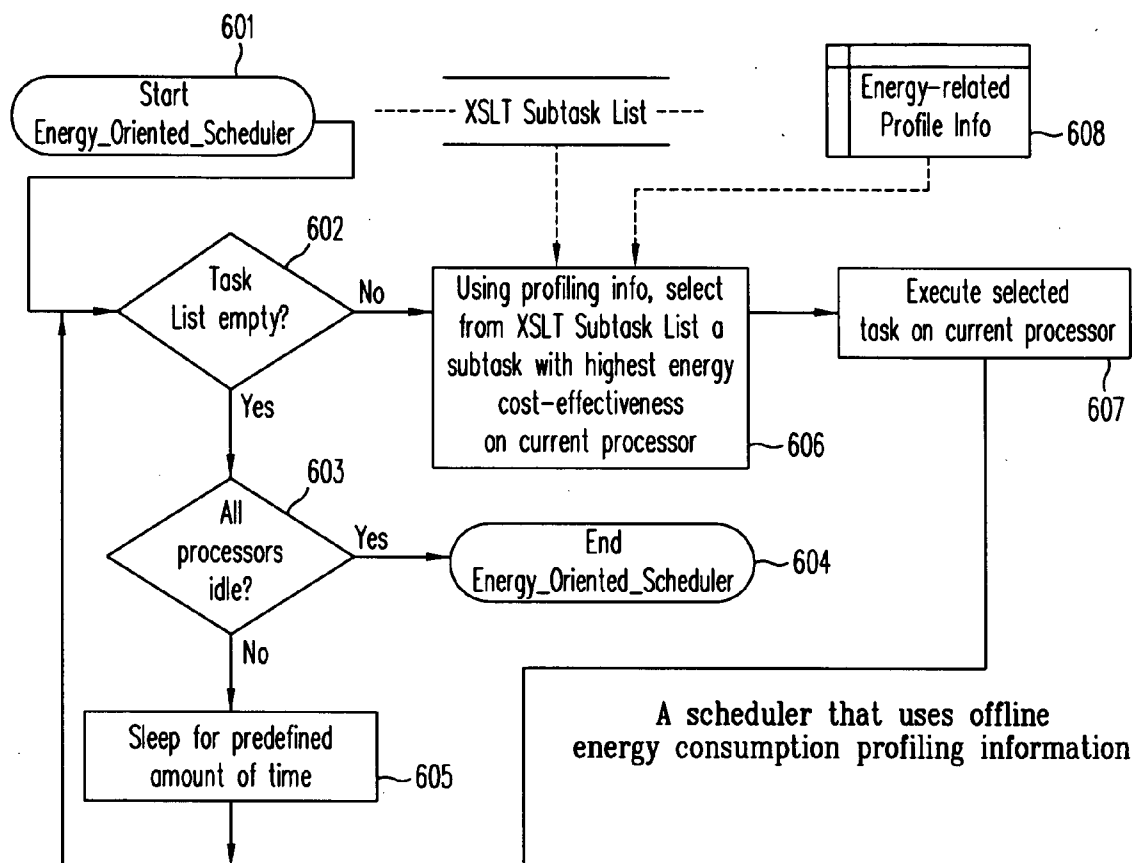 601
Start
Energy_Oriented_Scheduler
XSLT Subtask List
Energy-related
Profile Info
608
602
Task
List empty?
No
Yes
Using profiling info, select
from XSLT Subtask List a
subtask with highest energy
cost-effectiveness
on current processor
606
Execute selected
task on current processor
607
603
All
processors
idle?
Yes
No
End
Energy_Oriented_Scheduler
604
Sleep for predefined
amount of time
605
A scheduler that uses offline
energy consumption profiling information